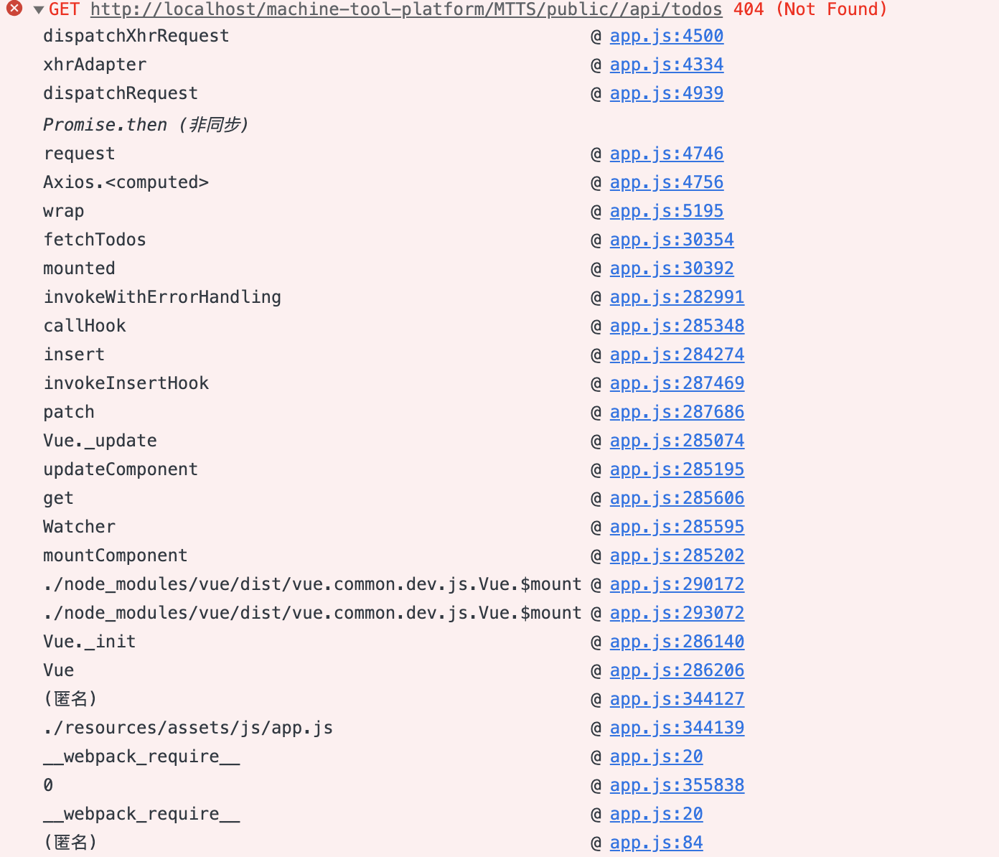 GET http://localhost/machine-tool-platform/MTTS/public//api/todos 404 (Not Found)
dispatchXhrRequest @ app.js:4500
xhrAdapter @ app.js:4334
dispatchRequest @ app.js:4939
Promise.then (非同步)
request @ app.js:4746
Axios.<computed> @ app.js:4756
wrap @ app.js:5195
fetchTodos @ app.js:30354
mounted @ app.js:30392
invokeWithErrorHandling @ app.js:282991
callHook @ app.js:285348
insert @ app.js:284274
invokeInsertHook @ app.js:287469
patch @ app.js:287686
Vue._update @ app.js:285074
updateComponent @ app.js:285195
get @ app.js:285606
Watcher @ app.js:285595
mountComponent @ app.js:285202
./node_modules/vue/dist/vue.common.dev.js.Vue.$mount @ app.js:290172
./node_modules/vue/dist/vue.common.dev.js.Vue.$mount @ app.js:293072
Vue._init @ app.js:286140
Vue @ app.js:286206
(匿名) @ app.js:344127
./resources/assets/js/app.js @ app.js:344139
__webpack_require__ @ app.js:20
0 @ app.js:355838
__webpack_require__ @ app.js:20
(匿名) @ app.js:84